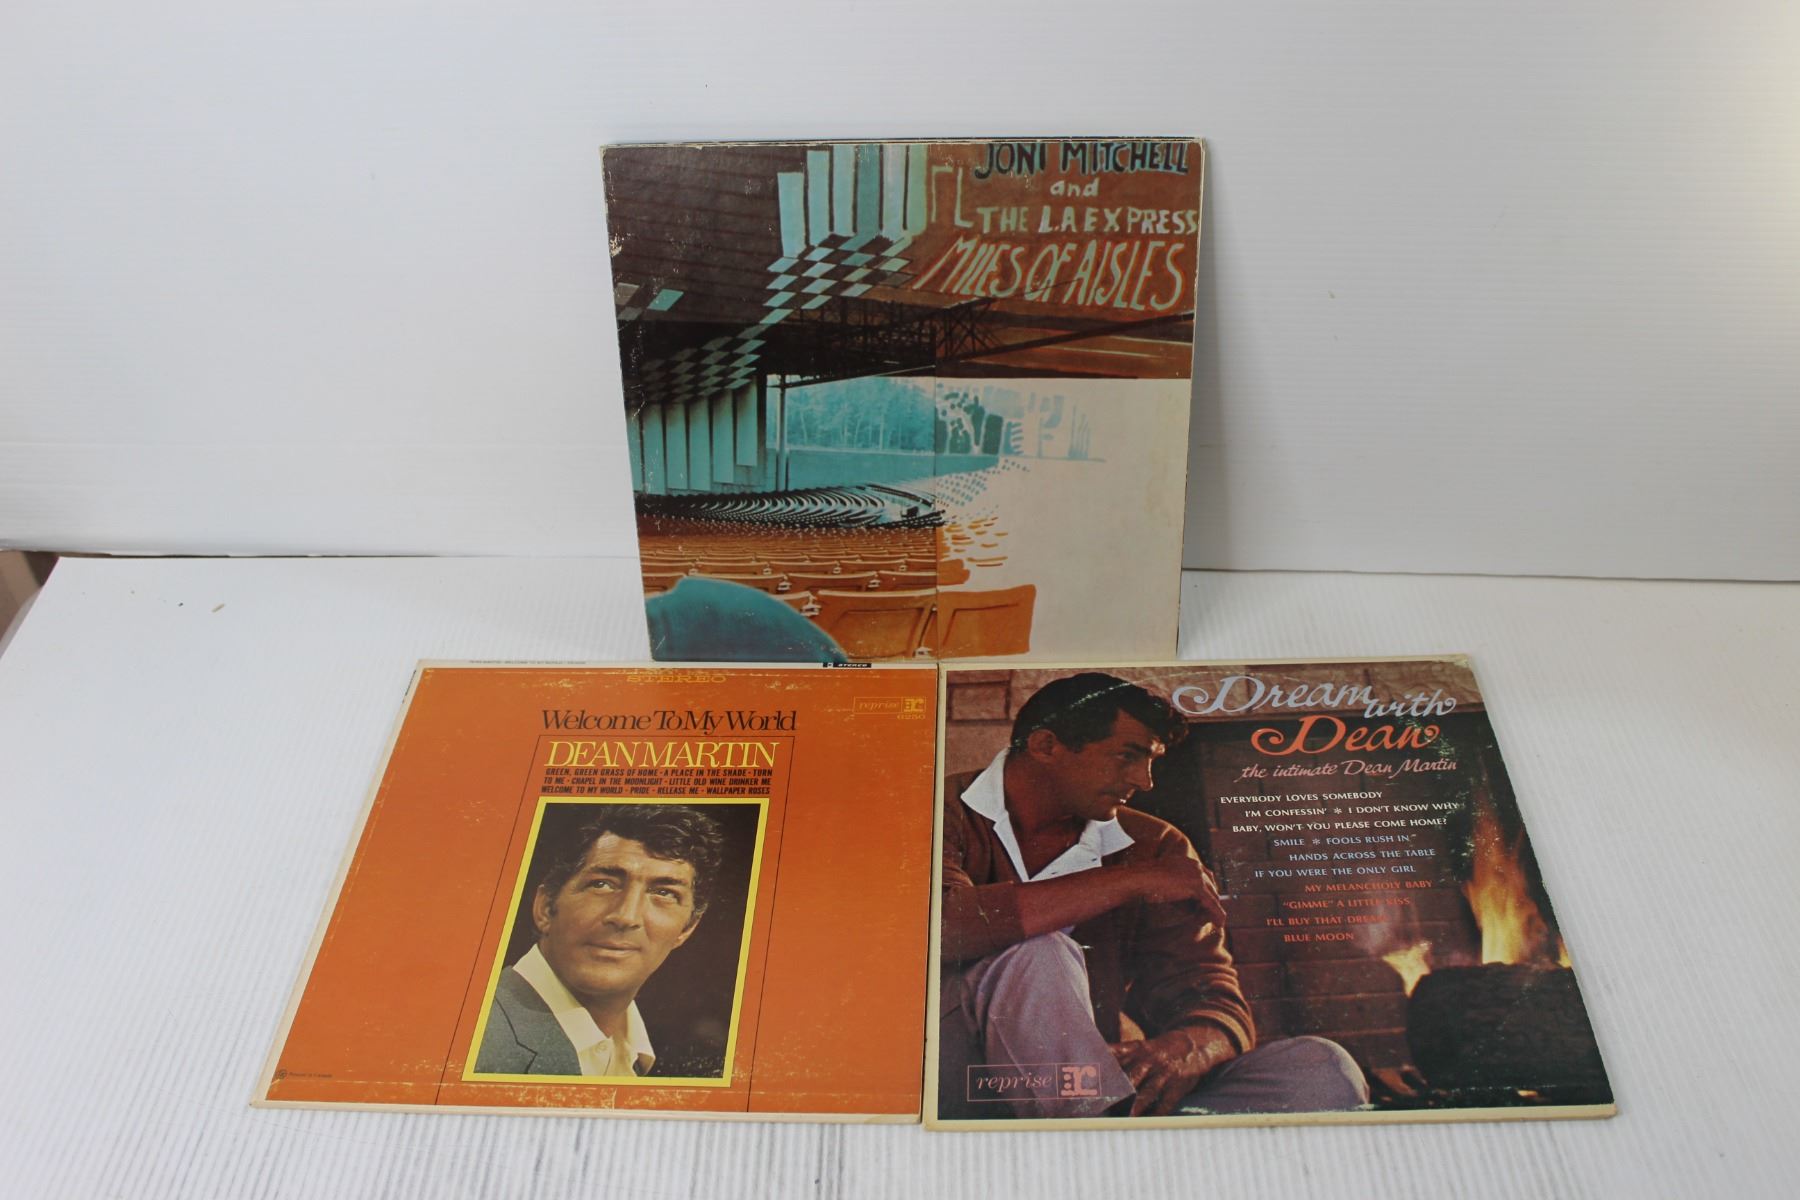 JONI MITCHELL
and
THE L.A EXPRESS
MILES OF AISLES
STEREO
STEREO
reprise
6250
Welcome To My World
DEAN MARTIN
GREEN, GREEN GRASS OF HOME • A PLACE IN THE SHADE • TURN
TO ME • CHAPEL IN THE MOONLIGHT • LITTLE OLD WINE DRINKER ME
WELCOME TO MY WORLD • PRIDE • RELEASE ME • WALLPAPER ROSES
Dream with
Dean
the intimate Dean Martin
EVERYBODY LOVES SOMEBODY
I'M CONFESSIN' * I DON'T KNOW WHY
BABY, WON'T YOU PLEASE COME HOME?
SMILE * FOOLS RUSH IN
HANDS ACROSS THE TABLE
IF YOU WERE THE ONLY GIRL
MY MELANCHOLY BABY
"GIMME" A LITTLE KISS
I'LL BUY THAT DREAM
BLUE MOON
reprise